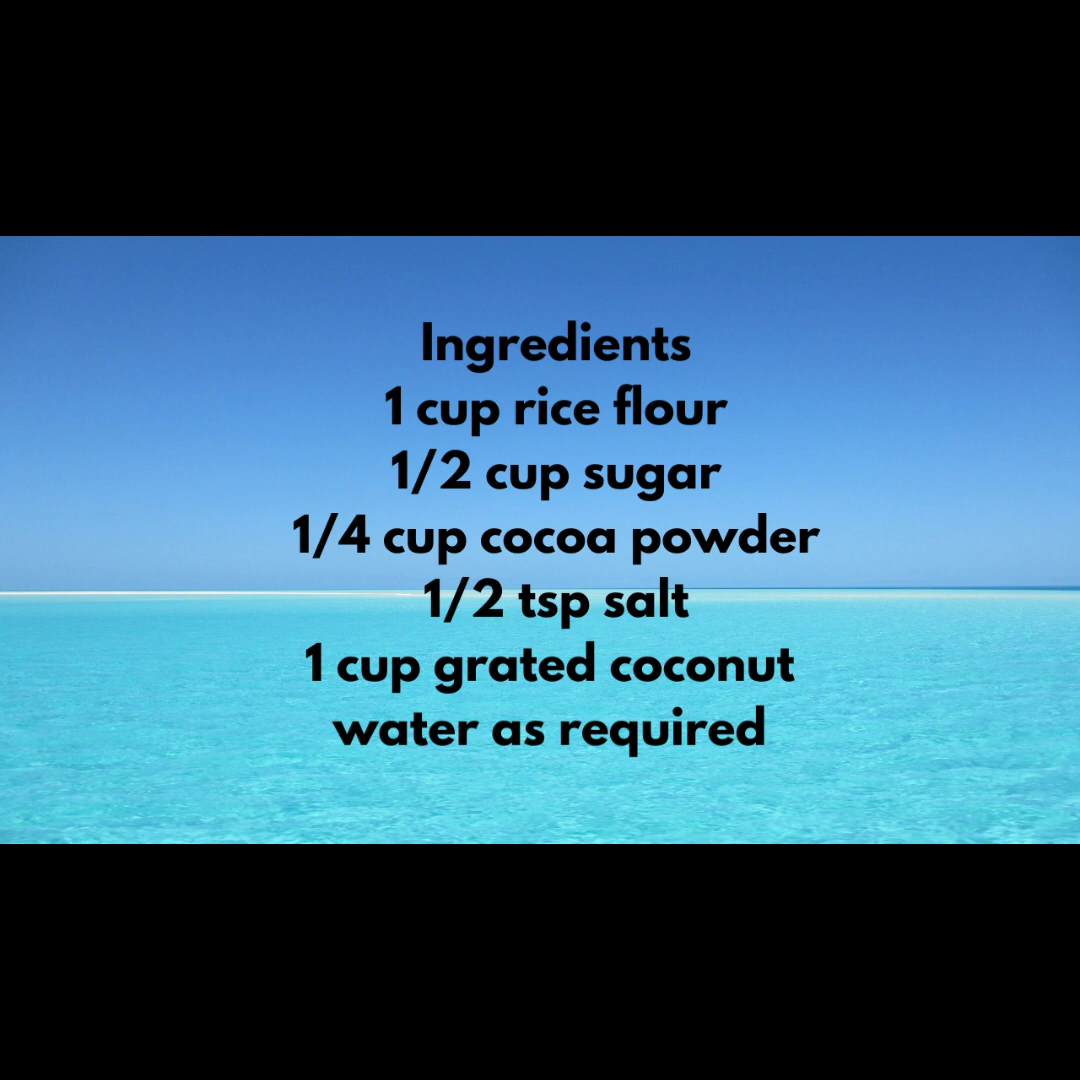 Ingredients
1 cup rice flour
1/2 cup sugar
1/4 cup cocoa powder
1/2 tsp salt
1 cup grated coconut
water as required